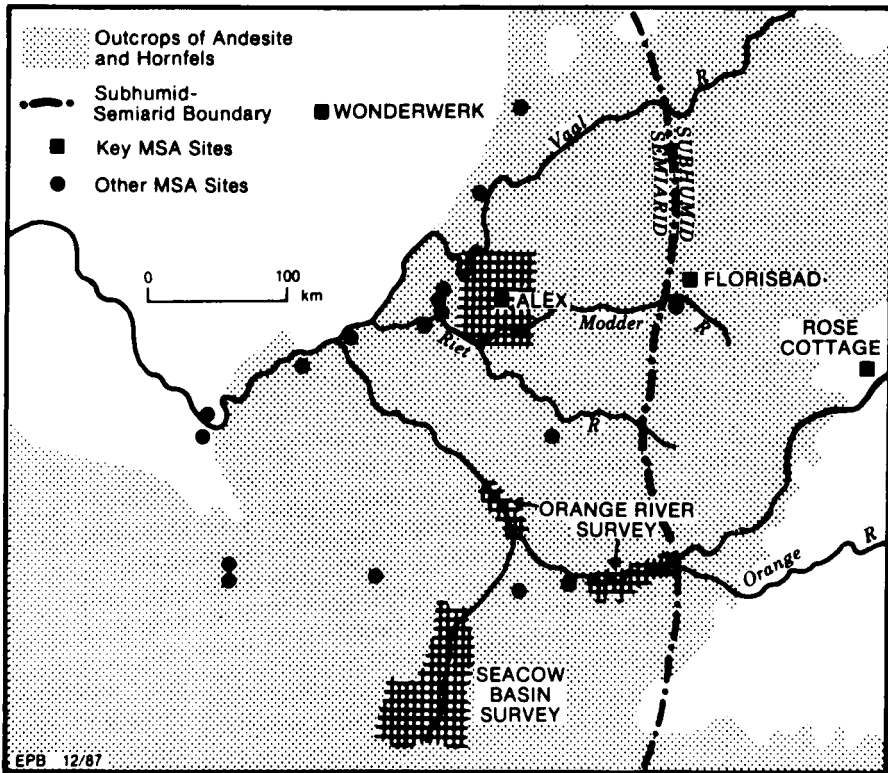 Outcrops of Andesite
and Hornfels
Subhumid-
Semiarid Boundary
Key MSA Sites
Other MSA Sites
WONDERWERK
0 100
km
Vaal R
SEMIARID
SUBHUMID
ALEX
FLORISBAD
Modder R
ROSE
COTTAGE
Riet R
ORANGE RIVER
SURVEY
Orange R
SEACOW
BASIN
SURVEY
EPB 12/87